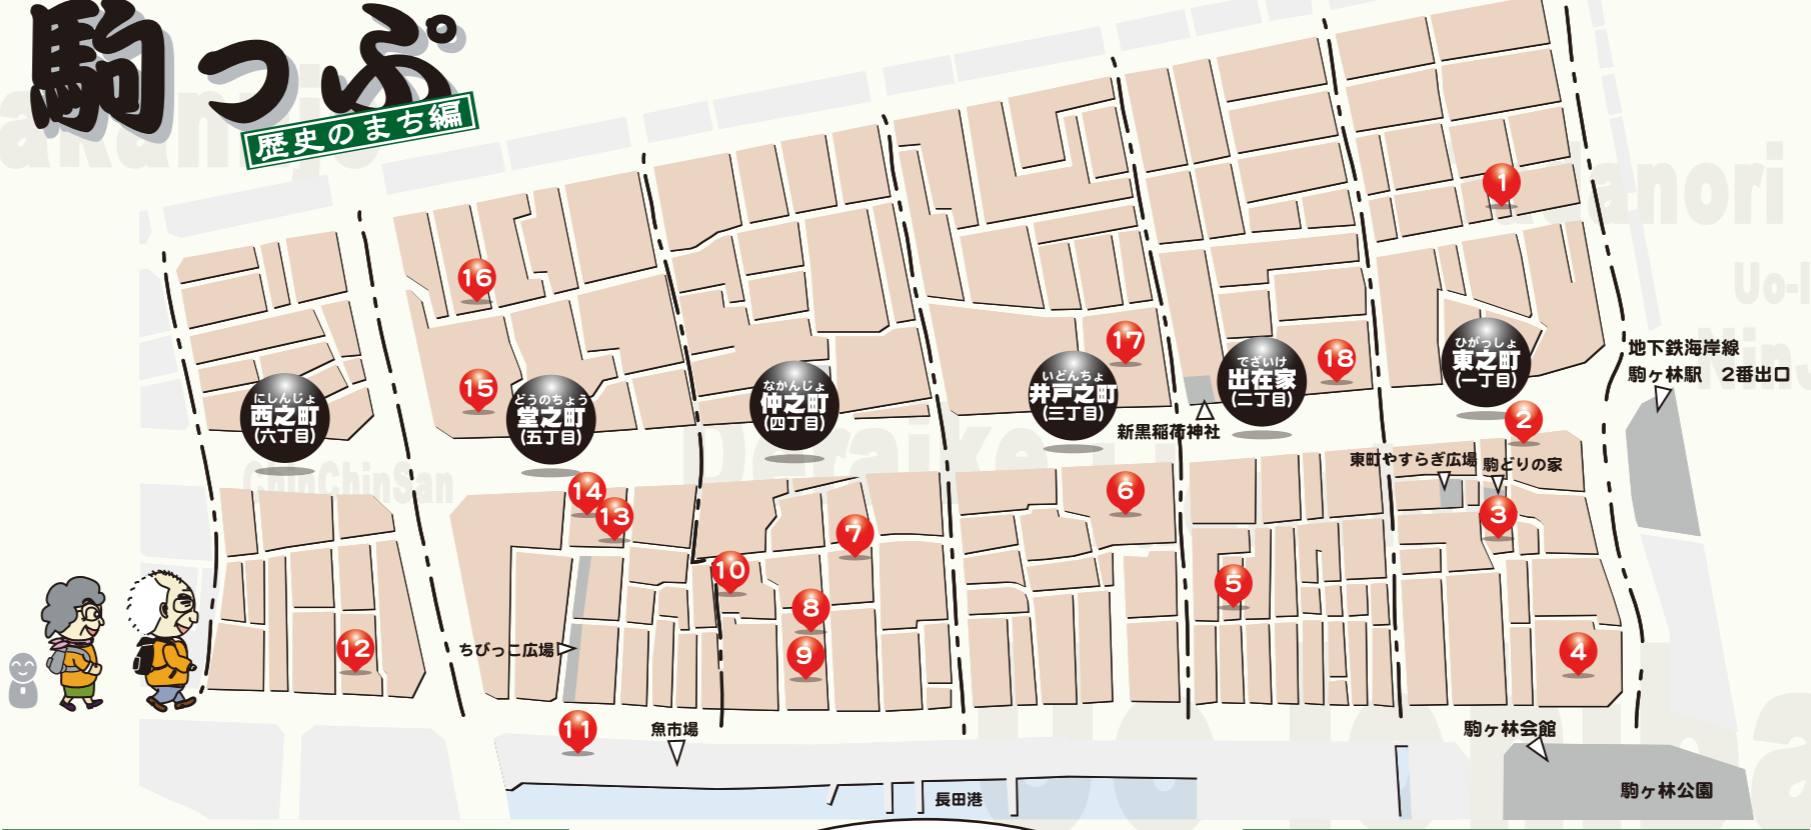 駒っぷ
歴史のまち編
akamijo
danori
Uo-I
Ninj
1
16
17
18
15
地下鉄海岸線
駒ヶ林駅 2番出口
にしんじょ
西之町
(六丁目)
どうのちょう
堂之町
(五丁目)
なかんじょ
仲之町
(四丁目)
いどんちょ
井戸之町
(三丁目)
でざいけ
出在家
(二丁目)
ひがっしょ
東之町
(一丁目)
新黒稲荷神社
2
東町やすらぎ広場
駒どりの家
ChinChinSan
14
13
6
3
7
10
5
8
9
12
4
ちびっこ広場
11
魚市場
駒ヶ林会館
長田港
駒ヶ林公園